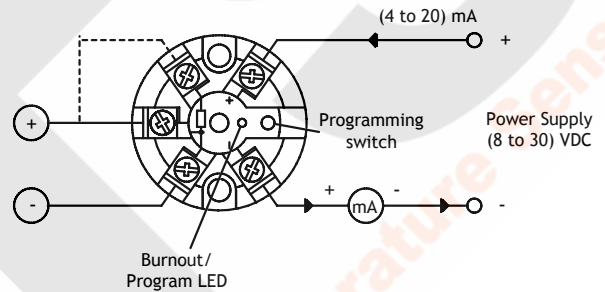 (4 to 20) mA
+
+
+
-
Programming
switch
Power Supply
(8 to 30) VDC
-
+
-
mA
-
Burnout/
Program LED